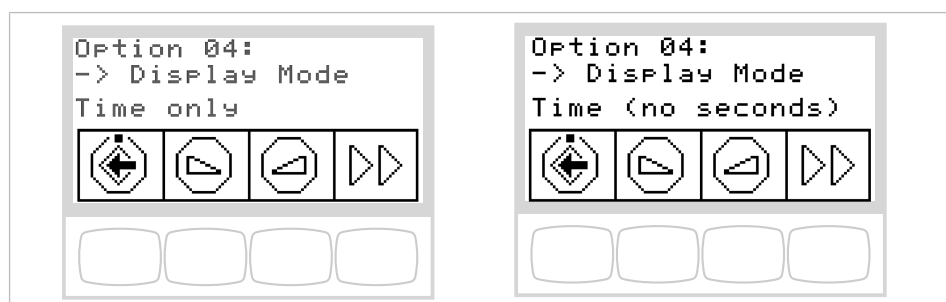 Option 04:
-> Display Mode
Time only
Option 04:
-> Display Mode
Time (no seconds)